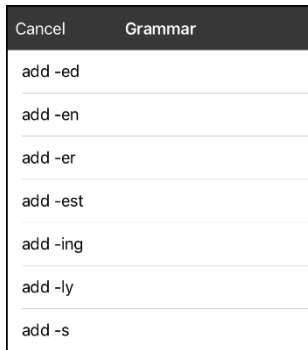 Cancel Grammar
add -ed
add -en
add -er
add -est
add -ing
add -ly
add -s